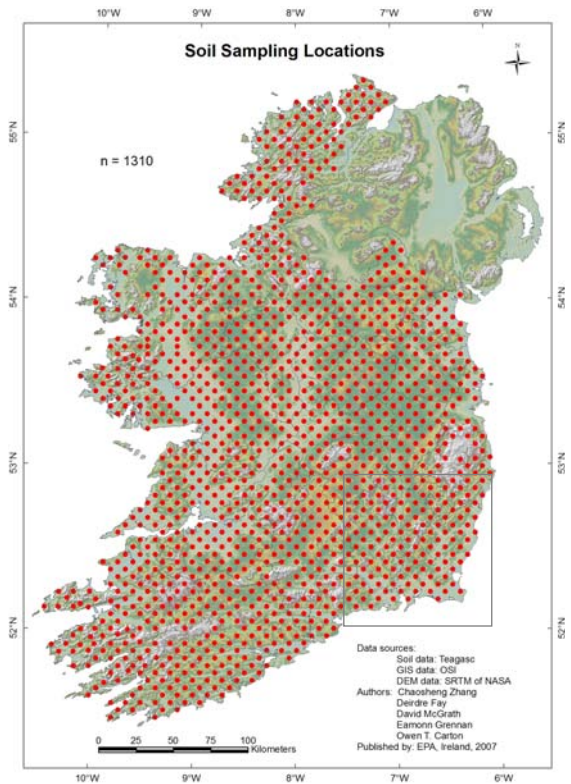 10°W 9°W 8°W 7°W 6°W
Soil Sampling Locations
N
n = 1310
55°N 55°N
54°N 54°N
53°N 53°N
52°N 52°N
Data sources:
Soil data: Teagasc
GIS data: OSI
DEM data: SRTM of NASA
Authors: Chaosheng Zhang
Deirdre Fay
David McGrath
Eamonn Grennan
Owen T. Carton
Published by: EPA, Ireland, 2007
0 25 50 75 100
Kilometers
10°W 9°W 8°W 7°W 6°W